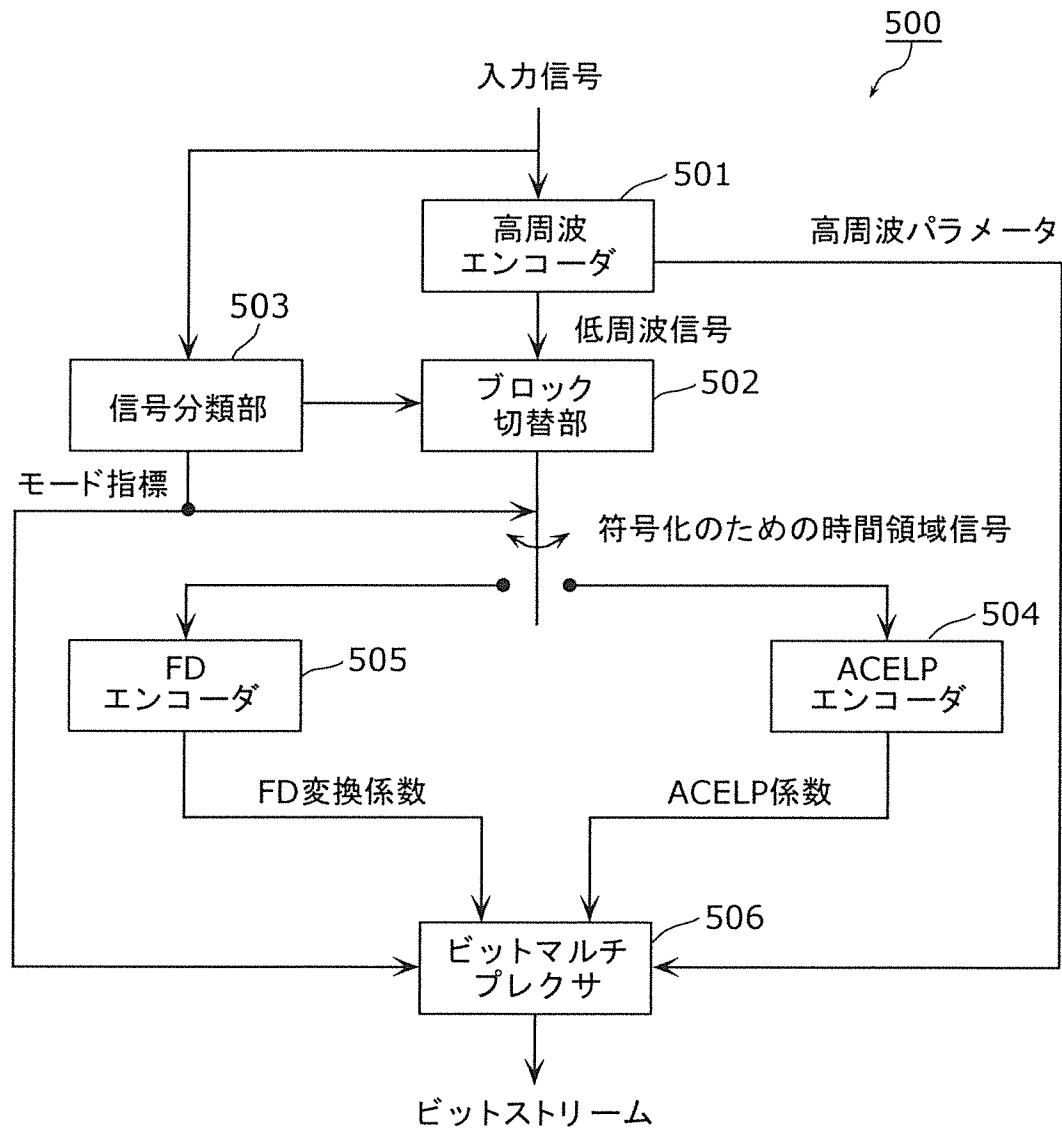 500
入力信号
501
高周波
エンコーダ
高周波パラメータ
503
低周波信号
信号分類部
ブロック
切替部
502
モード指標
符号化のための時間領域信号
504
FD
エンコーダ
505
ACELP
エンコーダ
FD変換係数
ACELP係数
506
ビットマルチ
プレクサ
ビットストリーム